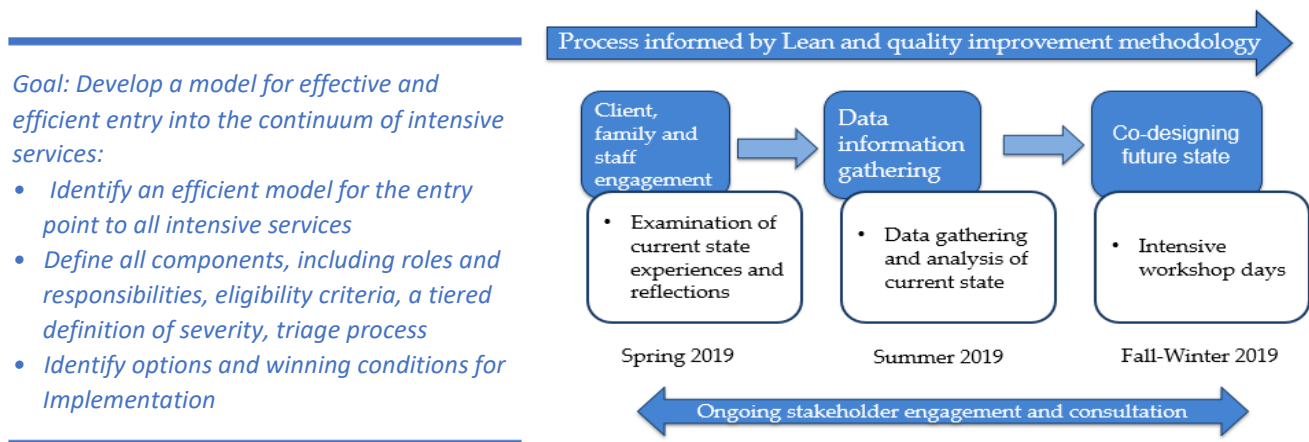 Goal: Develop a model for effective and
efficient entry into the continuum of intensive
services:
• Identify an efficient model for the entry
point to all intensive services
• Define all components, including roles and
responsibilities, eligibility criteria, a tiered
definition of severity, triage process
• Identify options and winning conditions for
Implementation
Process informed by Lean and quality improvement methodology
Client,
family and
staff
engagement
• Examination of
current state
experiences and
reflections
Spring 2019
Data
information
gathering
• Data gathering
and analysis of
current state
Summer 2019
Co-designing
future state
• Intensive
workshop days
Fall-Winter 2019
Ongoing stakeholder engagement and consultation